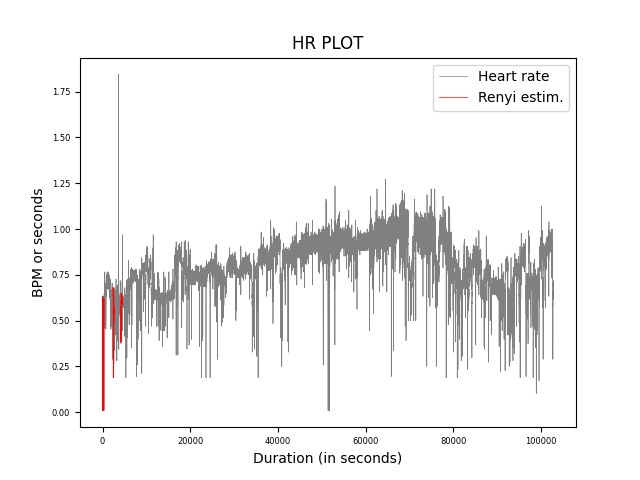 HR PLOT
Heart rate
Renyi estim.
BPM or seconds
1.75
1.50
1.25
1.00
0.75
0.50
0.25
0.00
0 20000 40000 60000 80000 100000
Duration (in seconds)